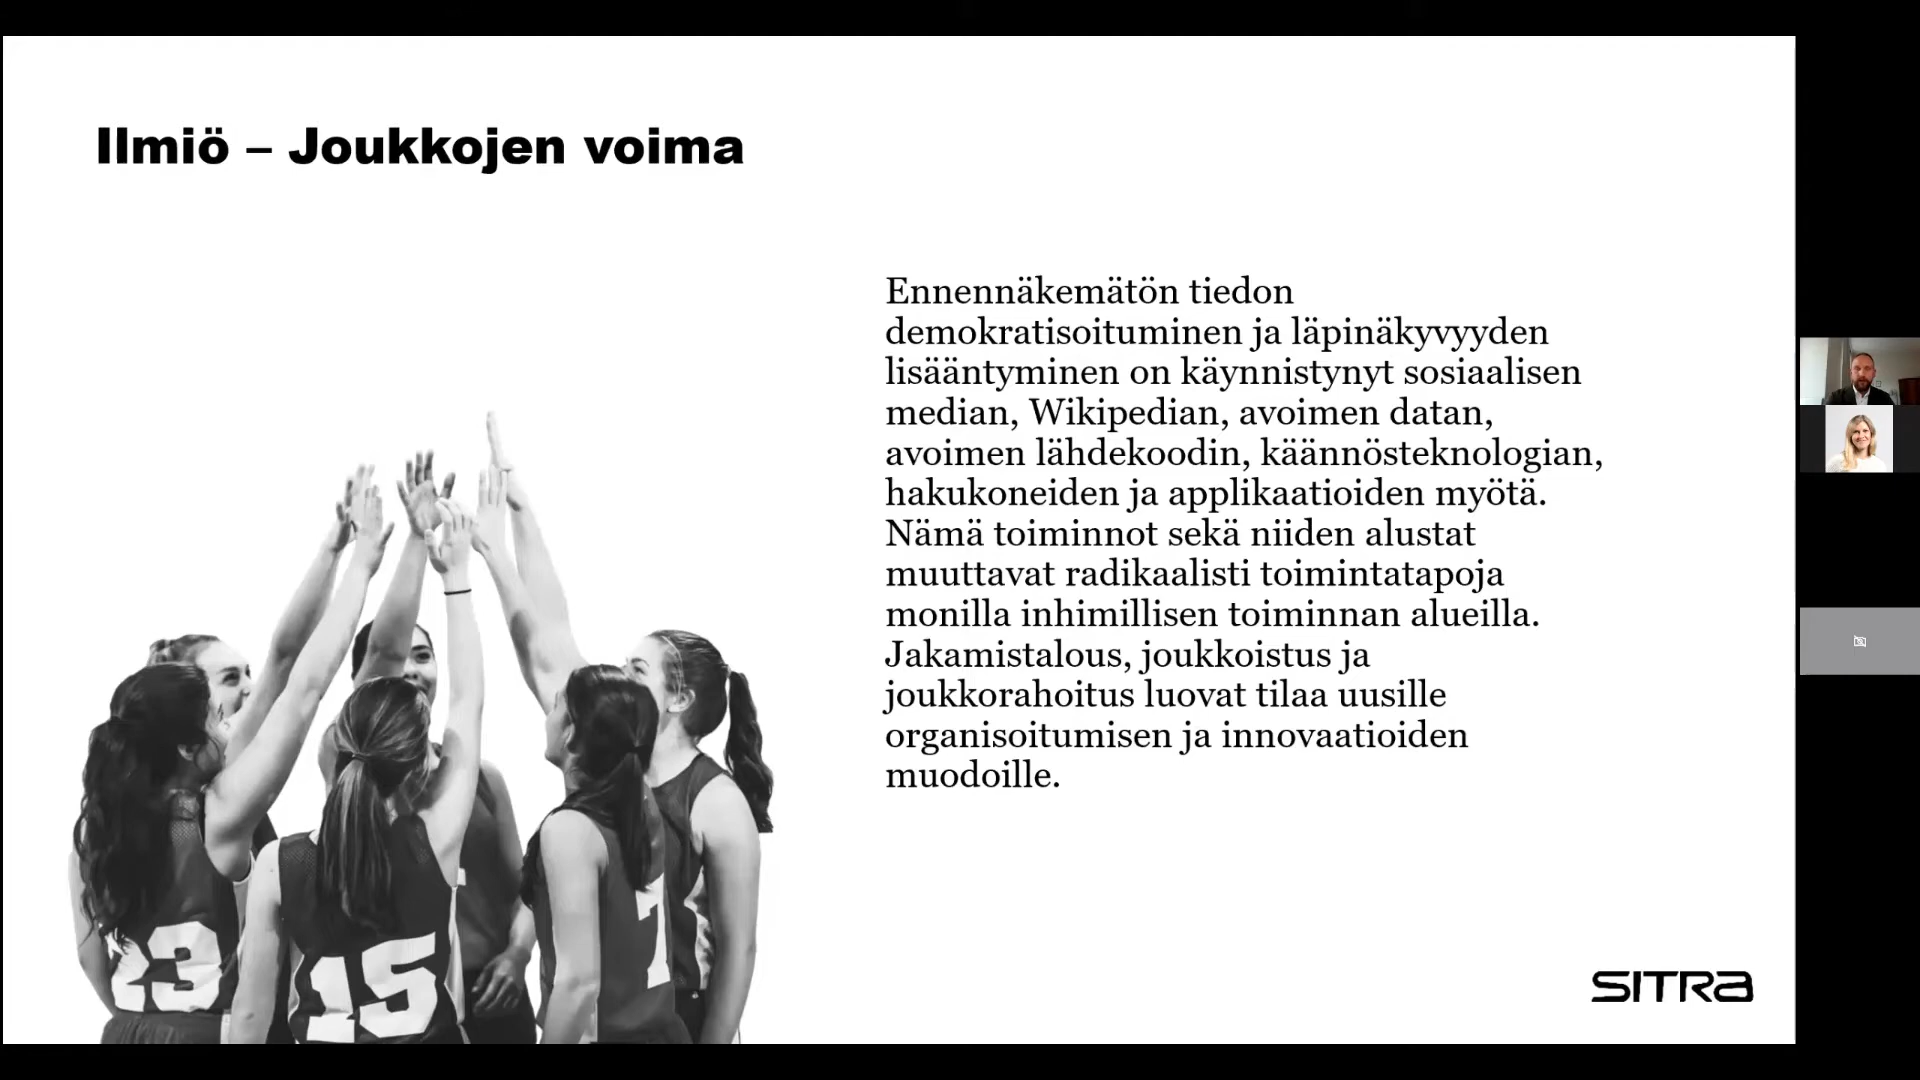 Ilmiö – Joukkojen voima
Ennennäkemätön tiedon
demokratisoituminen ja läpinäkyvyyden
lisääntyminen on käynnistynyt sosiaalisen
median, Wikipedian, avoimen datan,
avoimen lähdekoodin, käännösteknologian,
hakukoneiden ja applikaatioiden myötä.
Nämä toiminnot sekä niiden alustat
muuttavat radikaalisti toimintatapoja
monilla inhimillisen toiminnan alueilla.
Jakamistalous, joukkoistus ja
joukkorahoitus luovat tilaa uusille
organisoitumisen ja innovaatioiden
muodoille.
23
15
7
SITRA